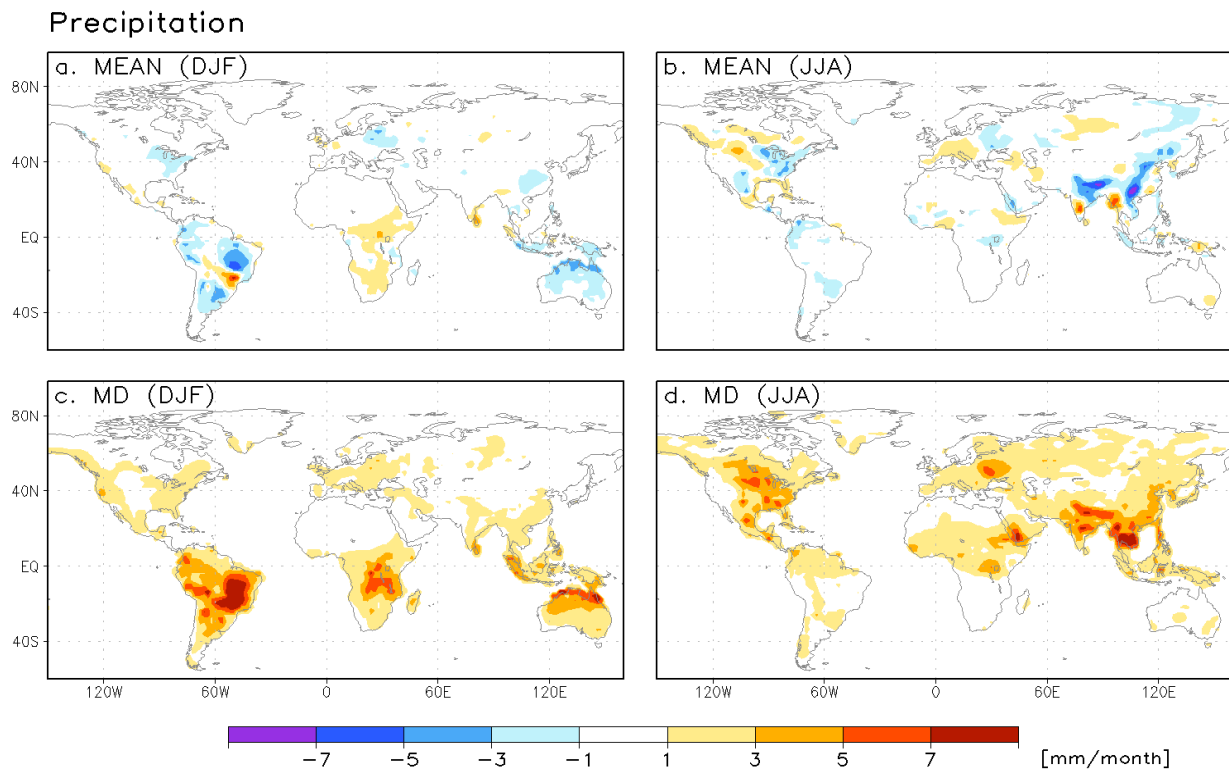 Precipitation
a. MEAN (DJF)
b. MEAN (JJA)
80N
40N
EQ
40S
c. MD (DJF)
d. MD (JJA)
80N
40N
EQ
40S
120W 60W 0 60E 120E
120W 60W 0 60E 120E
−7 −5 −3 −1 1 3 5 7 [mm/month]